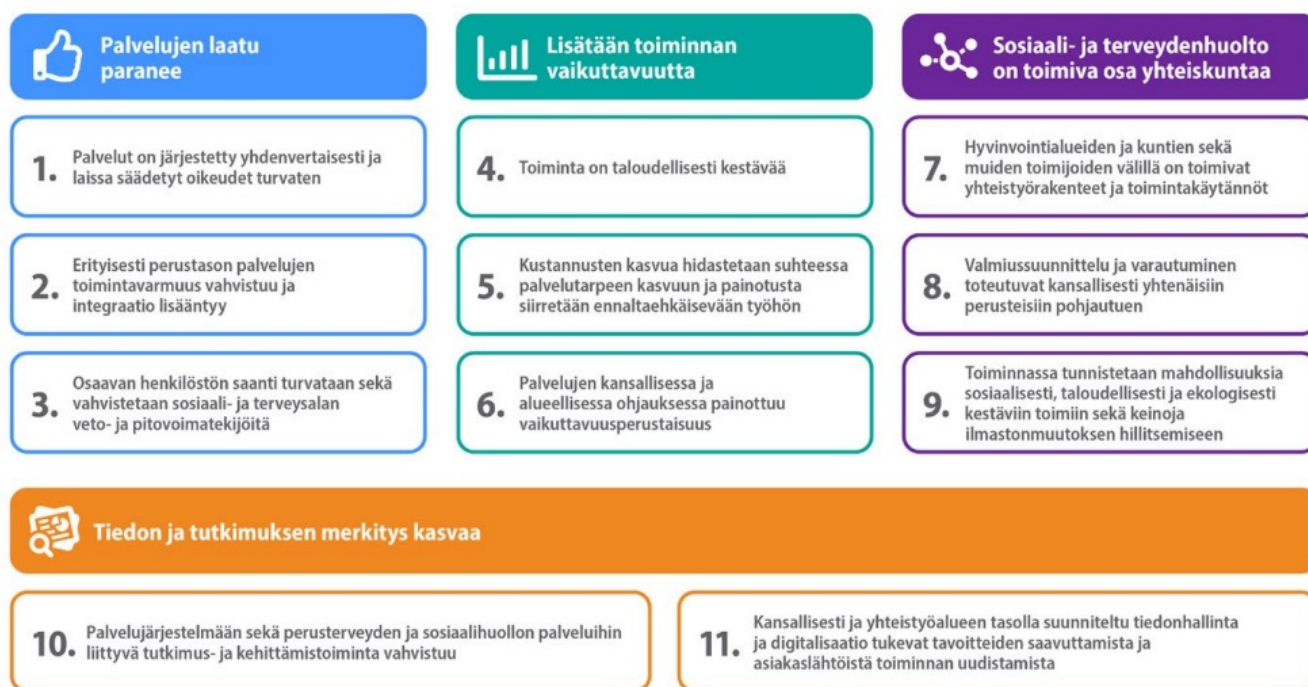 Palvelujen laatu
paranee
1. Palvelut on järjestetty yhdenvertaisesti ja
laissa säädetyt oikeudet turvaten
2. Erityisesti perustason palvelujen
toimintavarmuus vahvistuu ja
integraatio lisääntyy
3. Osaavan henkilöstön saanti turvataan sekä
vahvistetaan sosiaali- ja terveysalan
veto- ja pitovoimatekijöitä
Lisätään toiminnan
vaikuttavuutta
4. Toiminta on taloudellisesti kestävää
5. Kustannusten kasvua hidastetaan suhteessa
palvelutarpeen kasvuun ja painotusta
siirretään ennaltaehkäisevään työhön
6. Palvelujen kansallisessa ja
alueellisessa ohjauksessa painottuu
vaikuttavuusperustaisuus
Sosiaali- ja terveydenhuolto
on toimiva osa yhteiskuntaa
7. Hyvinvointialueiden ja kuntien sekä
muiden toimijoiden välillä on toimivat
yhteistyörakenteet ja toimintakäytännöt
8. Valmiussuunnittelu ja varautuminen
toteutuvat kansallisesti yhtenäisiin
perusteisiin pohjautuen
9. Toiminnassa tunnistetaan mahdollisuuksia
sosiaalisesti, taloudellisesti ja ekologisesti
kestäviin toimiin sekä keinoja
ilmastonmuutoksen hillitsemiseen
Tiedon ja tutkimuksen merkitys kasvaa
10. Palvelujärjestelmään sekä perusterveyden ja sosiaalihuollon palveluihin
liittyvä tutkimus- ja kehittämistoiminta vahvistuu
11. Kansallisesti ja yhteistyöalueen tasolla suunniteltu tiedonhallinta
ja digitalisaatio tukevat tavoitteiden saavuttamista ja
asiakaslähtöistä toiminnan uudistamista